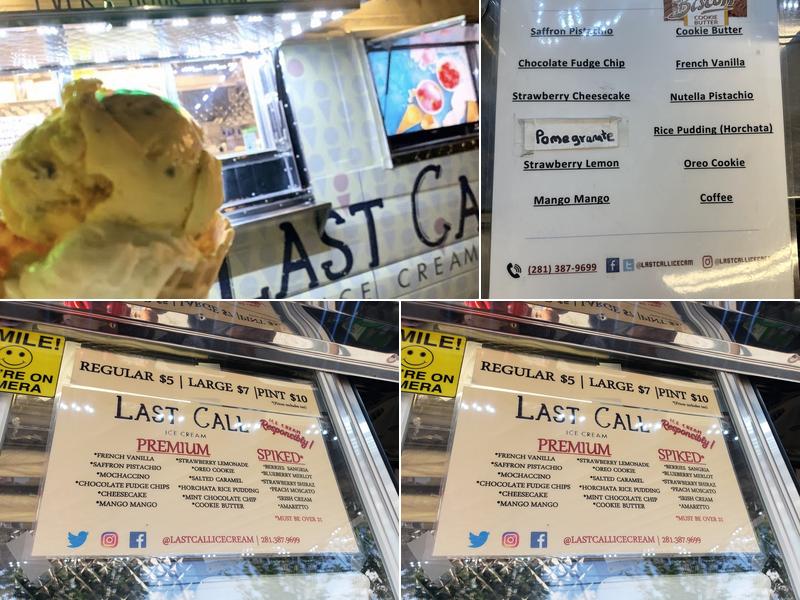 LAST CA
ICE CREAM
Biscoff
COOKIE
BUTTER
Saffron Pistachio
Cookie Butter
Chocolate Fudge Chip
French Vanilla
Strawberry Cheesecake
Nutella Pistachio
Pomegranate
Rice Pudding (Horchata)
Strawberry Lemon
Oreo Cookie
Mango Mango
Coffee
(281) 387-9699
@LASTCALLICECAM
@LASTCALLICECREAM
MILE!
RE ON
MERA
REGULAR $5 | LARGE $7 |PINT $10
LAST CALL
ICE CREAM
ICE CREAM
Responsibly!
PREMIUM
*FRENCH VANILLA
*SAFFRON PISTACHIO
*MOCHACCINO
*CHOCOLATE FUDGE CHIPS
*CHEESECAKE
*MANGO MANGO
*STRAWBERRY LEMONADE
*OREO COOKIE
*SALTED CARAMEL
*HORCHATA RICE PUDDING
*MINT CHOCOLATE CHIP
*COOKIE BUTTER
SPIKED*
*BERRIES SANGRIA
*BLUEBERRY MERLOT
*STRAWBERRY SHIRAZ
*PEACH MOSCATO
*IRISH CREAM
*AMARETTO
*MUST BE OVER 21
@LASTCALLICECREAM | 281.387.9699
MILE!
RE ON
MERA
REGULAR $5 | LARGE $7 |PINT $10
LAST CALL
ICE CREAM
ICE CREAM
Responsibly!
PREMIUM
*FRENCH VANILLA
*SAFFRON PISTACHIO
*MOCHACCINO
*CHOCOLATE FUDGE CHIPS
*CHEESECAKE
*MANGO MANGO
*STRAWBERRY LEMONADE
*OREO COOKIE
*SALTED CARAMEL
*HORCHATA RICE PUDDING
*MINT CHOCOLATE CHIP
*COOKIE BUTTER
SPIKED*
*BERRIES SANGRIA
*BLUEBERRY MERLOT
*STRAWBERRY SHIRAZ
*PEACH MOSCATO
*IRISH CREAM
*AMARETTO
*MUST BE OVER 21
@LASTCALLICECREAM | 281.387.9699